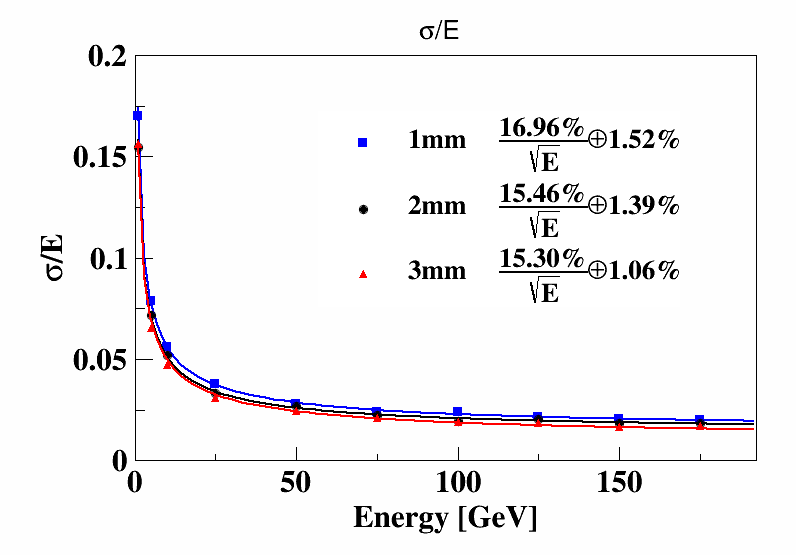 σ/E
0.2
0.15
0.1
0.05
0
σ/E
1mm 16.96%/√E ⊕1.52%
2mm 15.46%/√E ⊕1.39%
3mm 15.30%/√E ⊕1.06%
0 50 100 150
Energy [GeV]